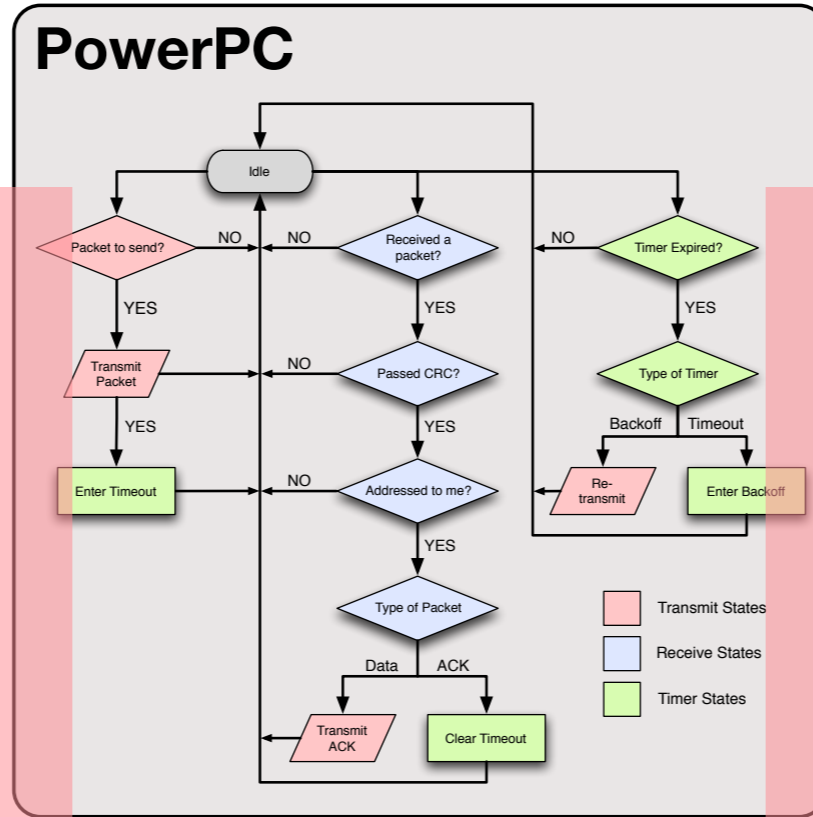 PowerPC
Idle
Packet to send?
NO
NO
Received a
packet?
NO
Timer Expired?
YES
YES
YES
Transmit
Packet
NO
Passed CRC?
Type of Timer
YES
YES
Backoff
Timeout
Enter Timeout
NO
Addressed to me?
Re-
transmit
Enter Backoff
YES
Type of Packet
Transmit States
Receive States
Data
ACK
Timer States
Transmit
ACK
Clear Timeout